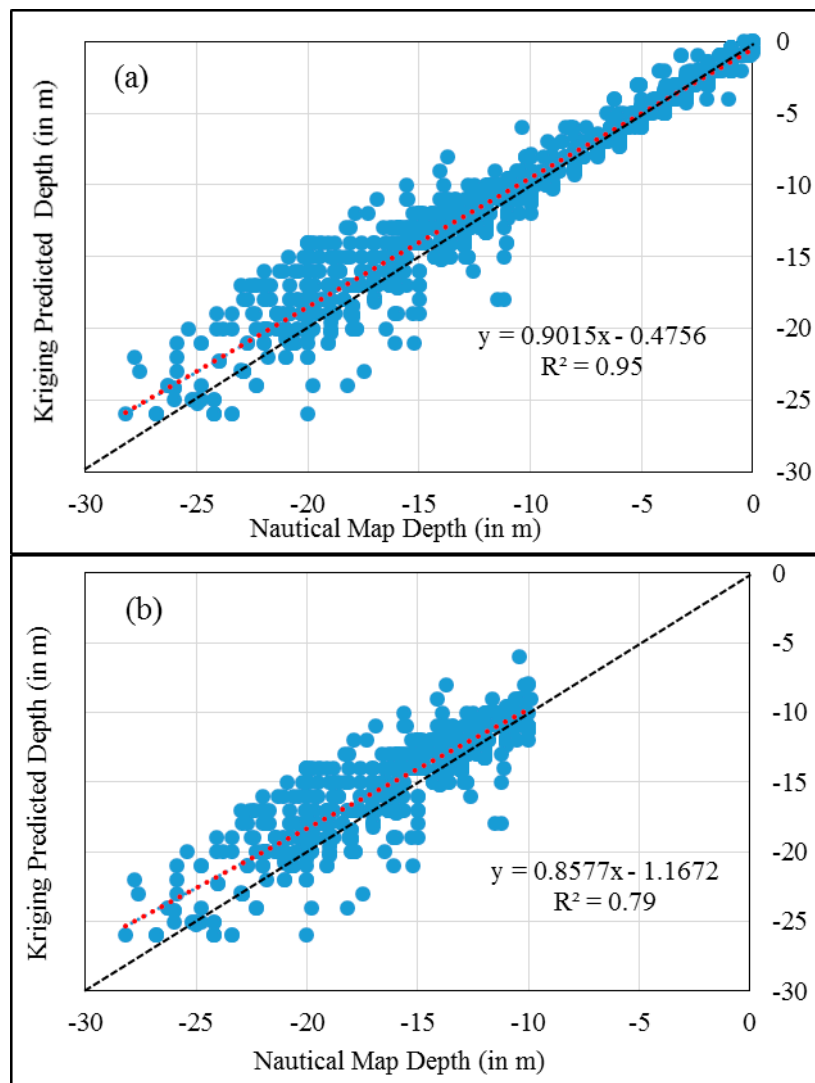 (a)
0
-5
-10
-15
-20
-25
-30
Kriging Predicted Depth (in m)
y = 0.9015x - 0.4756
R² = 0.95
-30 -25 -20 -15 -10 -5 0
Nautical Map Depth (in m)
(b)
0
-5
-10
-15
-20
-25
-30
Kriging Predicted Depth (in m)
y = 0.8577x - 1.1672
R² = 0.79
-30 -25 -20 -15 -10 -5 0
Nautical Map Depth (in m)